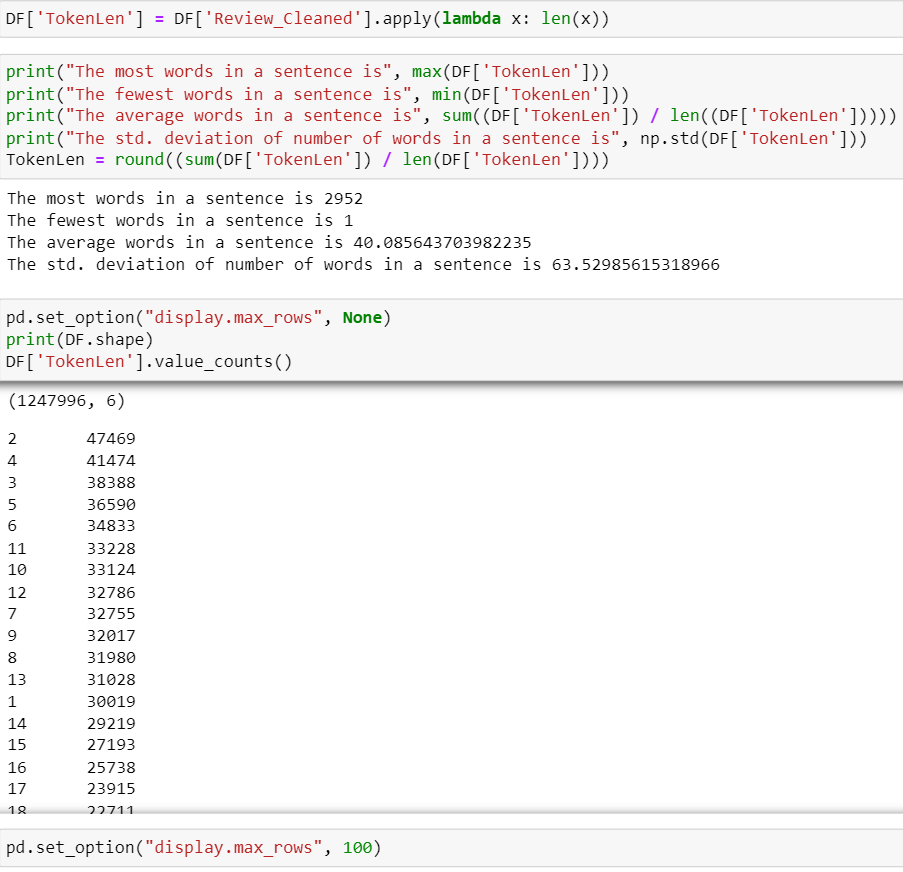 DF['TokenLen'] = DF['Review_Cleaned'].apply(lambda x: len(x))
print("The most words in a sentence is", max(DF['TokenLen']))
print("The fewest words in a sentence is", min(DF['TokenLen']))
print("The average words in a sentence is", sum((DF['TokenLen']) / len((DF['TokenLen']))))
print("The std. deviation of number of words in a sentence is", np.std(DF['TokenLen']))
TokenLen = round((sum(DF['TokenLen']) / len(DF['TokenLen'])))
The most words in a sentence is 2952
The fewest words in a sentence is 1
The average words in a sentence is 40.085643703982235
The std. deviation of number of words in a sentence is 63.52985615318966
pd.set_option("display.max_rows", None)
print(DF.shape)
DF['TokenLen'].value_counts()
(1247996, 6)
2 47469
4 41474
3 38388
5 36590
6 34833
11 33228
10 33124
12 32786
7 32755
9 32017
8 31980
13 31028
1 30019
14 29219
15 27193
16 25738
17 23915
18 22711
pd.set_option("display.max_rows", 100)